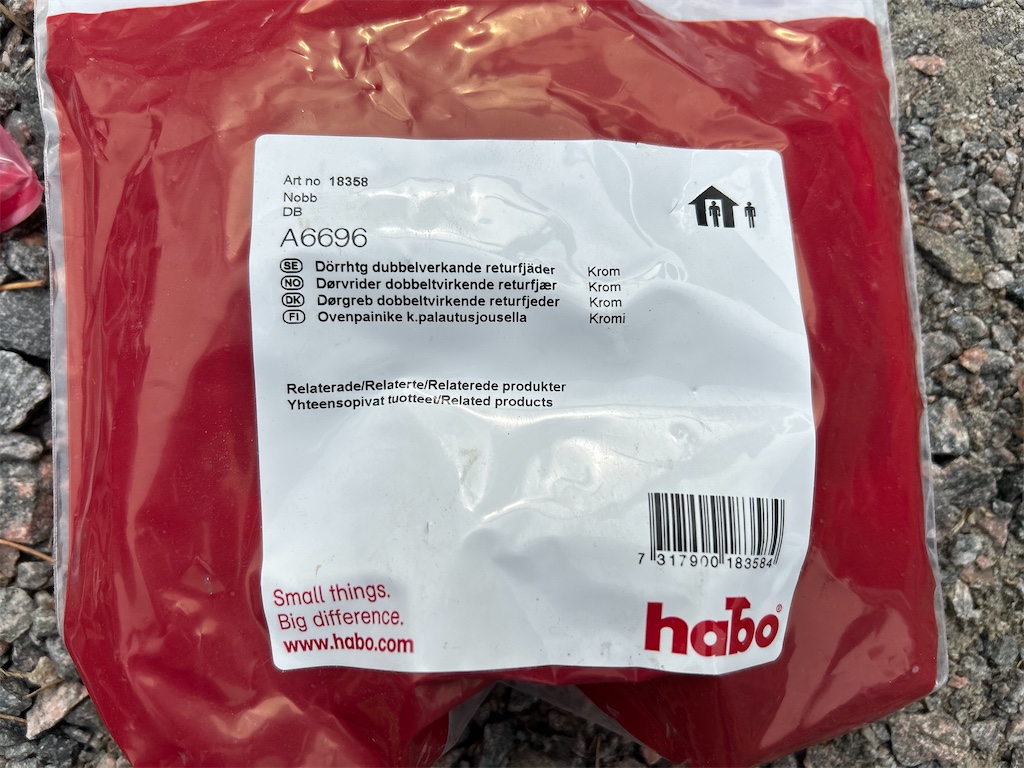 Art no 18358
Nobb
DB
A6696
SE Dörrhtg dubbelverkande returfjäder Krom
NO Dørvrider dobbeltvirkende returfjær Krom
DK Dørgreb dobbeltvirkende returfjeder Krom
FI Ovenpainike k.palautusjousella Kromi
Relaterade/Relaterte/Relaterede produkter
Yhteensopivat tuotteet/Related products
7 317900 183584
Small things.
Big difference.
www.habo.com
habo®